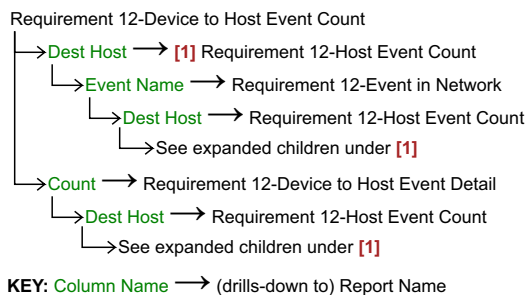 Requirement 12-Device to Host Event Count
Dest Host → [1] Requirement 12-Host Event Count
Event Name → Requirement 12-Event in Network
Dest Host → Requirement 12-Host Event Count
See expanded children under [1]
Count → Requirement 12-Device to Host Event Detail
Dest Host → Requirement 12-Host Event Count
See expanded children under [1]
KEY: Column Name → (drills-down to) Report Name